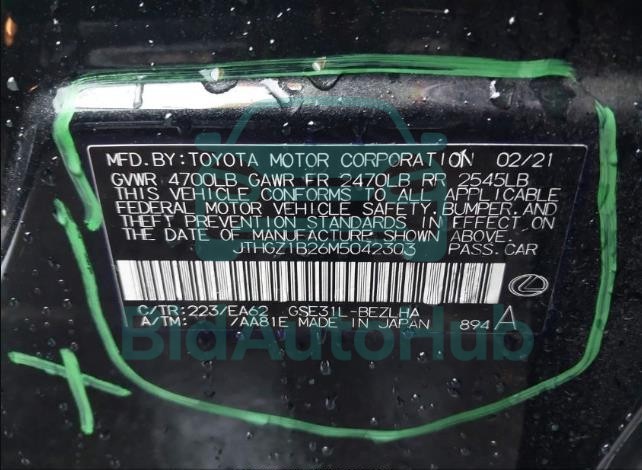 MFD.BY:TOYOTA MOTOR CORPORATION 02/21
GVWR 4700LB GAWR FR 2470LB RR 2545LB
THIS VEHICLE CONFORMS TO ALL APPLICABLE
FEDERAL MOTOR VEHICLE SAFETY,BUMPER,AND
THEFT PREVENTION STANDARDS IN EFFECT ON
THE DATE OF MANUFACTURE SHOWN ABOVE.
JTHGZ1B26M5042303 PASS.CAR
C/TR:223/EA62 GSE31L-BEZLHA
A/TM: /AA81E MADE IN JAPAN 894 A
BidAutoHub